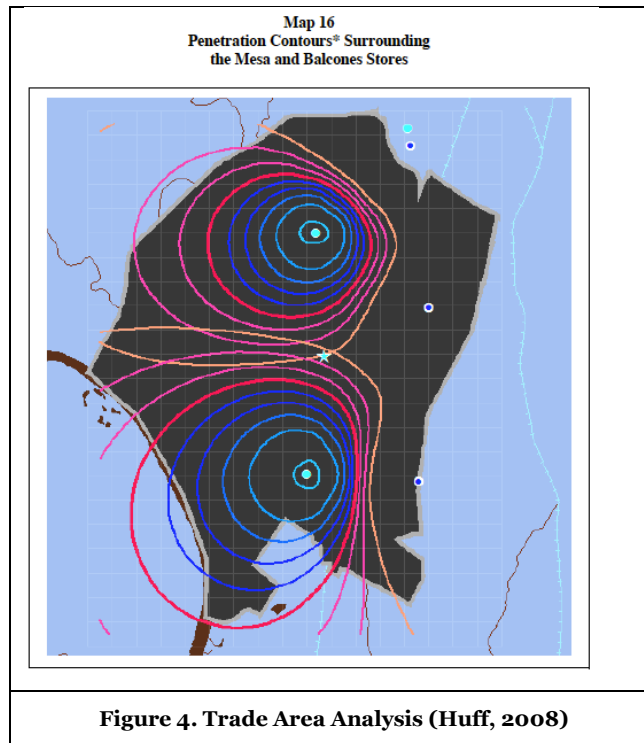 Map 16
Penetration Contours* Surrounding
the Mesa and Balcones Stores
Figure 4. Trade Area Analysis (Huff, 2008)